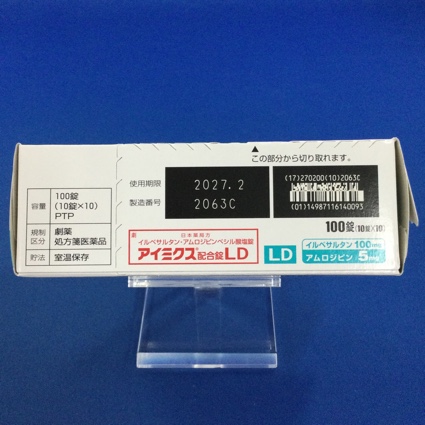 ▲
この部分から切り取れます。
容量
100錠
(10錠×10)
PTP
規制
区分
劇薬
処方箋医薬品
貯法
室温保存
使用期限
2027.2
製造番号
2063C
(17)270200(10)2063C
(01)14987116140093
100錠(10錠×10)
日本薬局方
イルベサルタン・アムロジピンベシル酸塩錠
アイミクス®配合錠LD
LD
イルベサルタン 100mg
アムロジピン 5mg